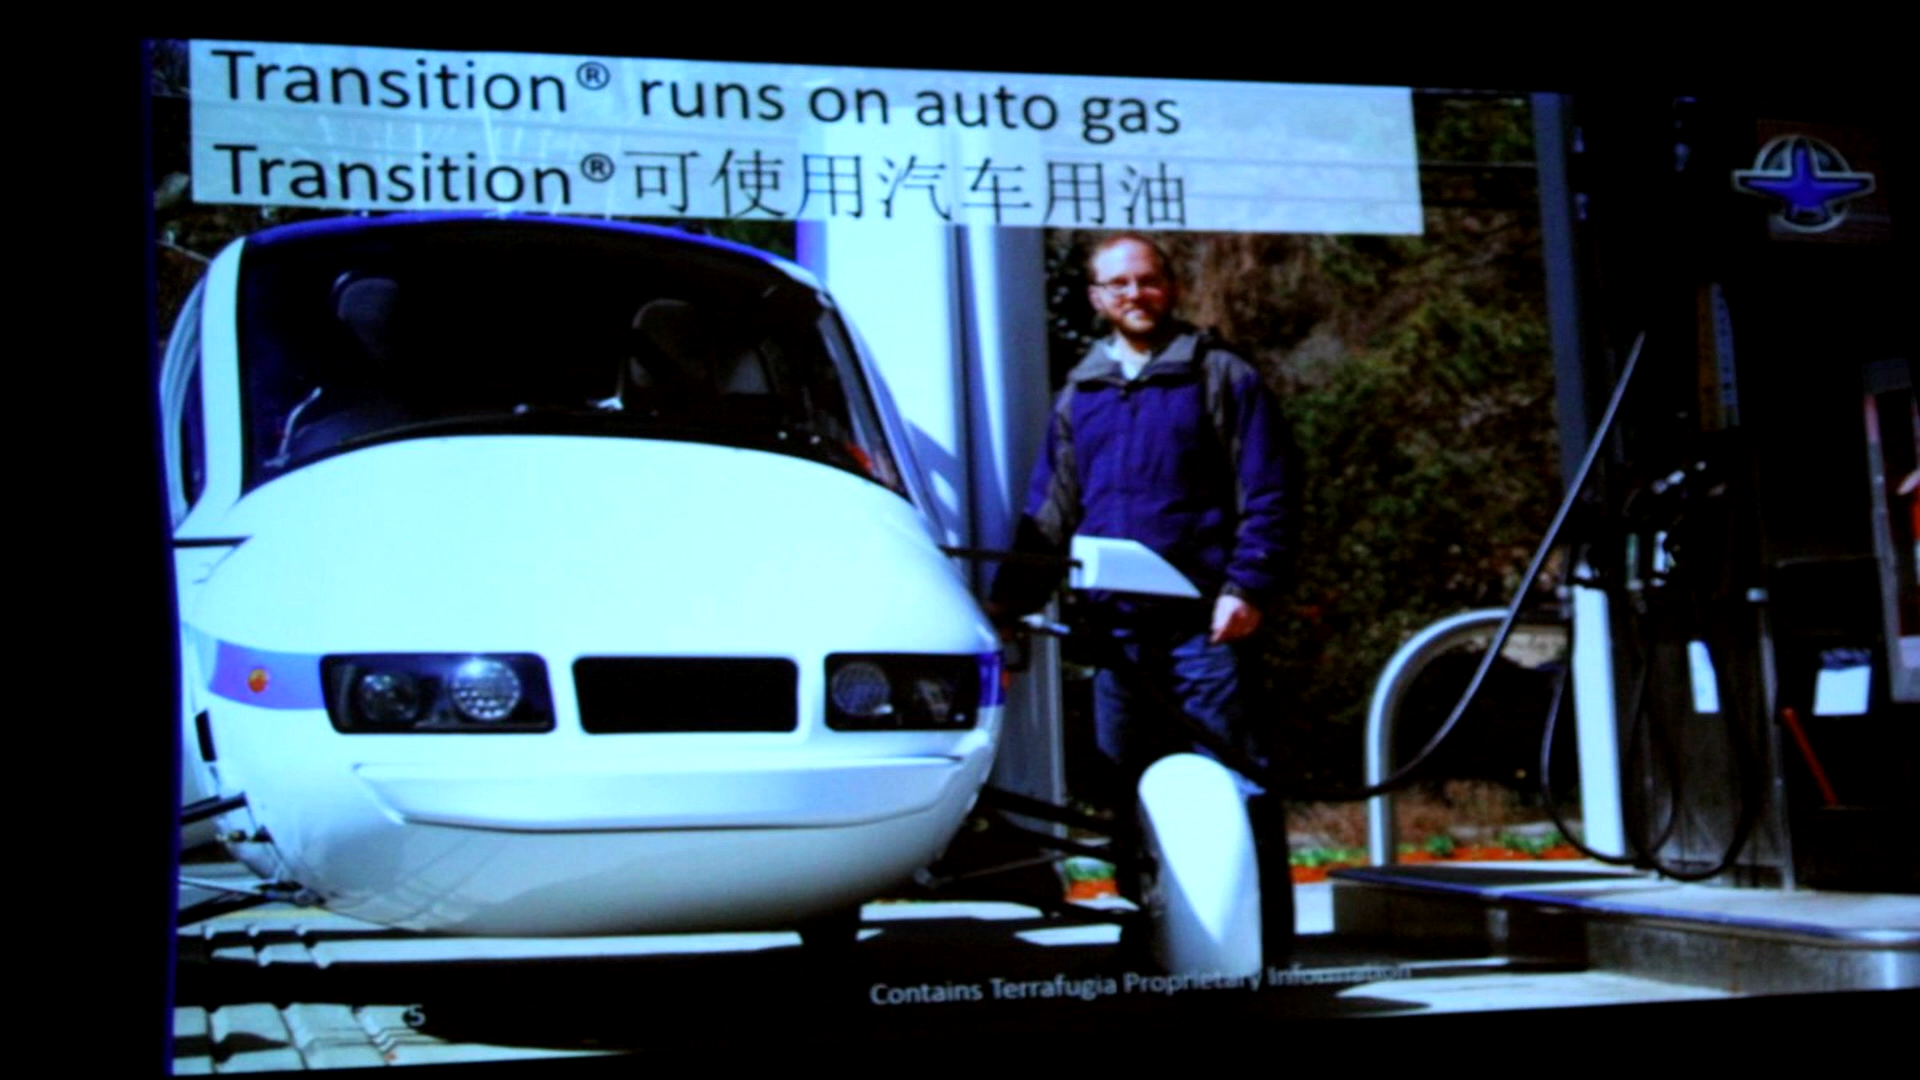 Transition® runs on auto gas
Transition®可使用汽车用油
Contains Terrafugia Proprietary Information
5